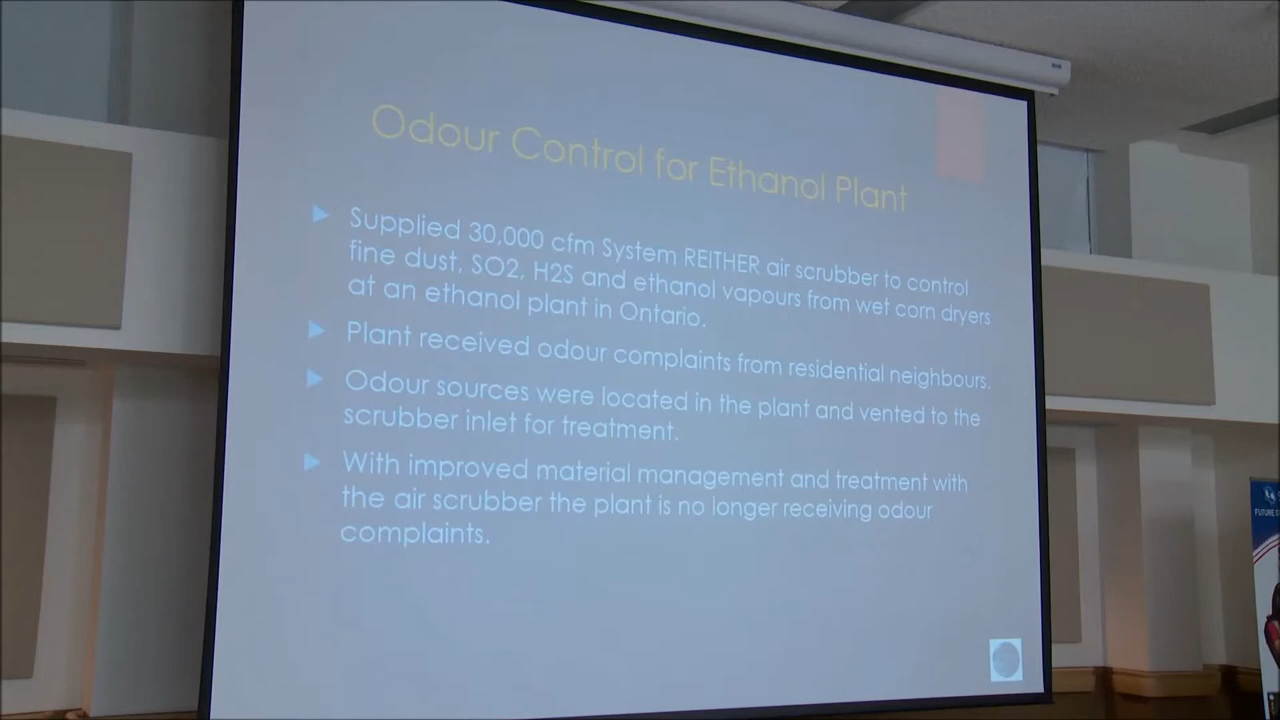 Odour Control for Ethanol Plant
Supplied 30,000 cfm System REITHER air scrubber to control
fine dust, SO2, H2S and ethanol vapours from wet corn dryers
at an ethanol plant in Ontario.
Plant received odour complaints from residential neighbours.
Odour sources were located in the plant and vented to the
scrubber inlet for treatment.
With improved material management and treatment with
the air scrubber the plant is no longer receiving odour
complaints.
FUTURE